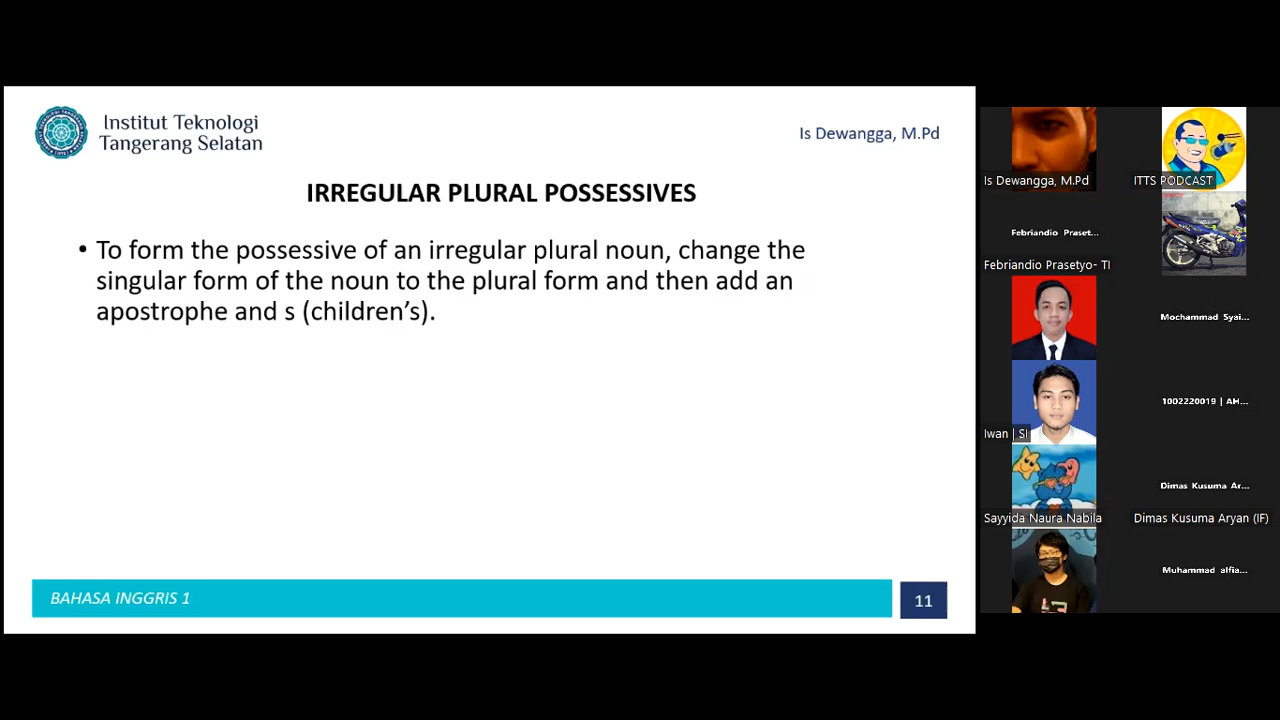 Institut Teknologi
Tangerang Selatan
Is Dewangga, M.Pd
IRREGULAR PLURAL POSSESSIVES
• To form the possessive of an irregular plural noun, change the
singular form of the noun to the plural form and then add an
apostrophe and s (children’s).
BAHASA INGGRIS 1
11
Is Dewangga, M.Pd
ITTS PODCAST
Febriandio Praset...
Febriandio Prasetyo- TI
Mochammad Syai...
Iwan | SI
1002220019 | AH...
Sayyida Naura Nabila
Dimas Kusuma Ar...
Dimas Kusuma Aryan (IF)
Muhammad alfia...